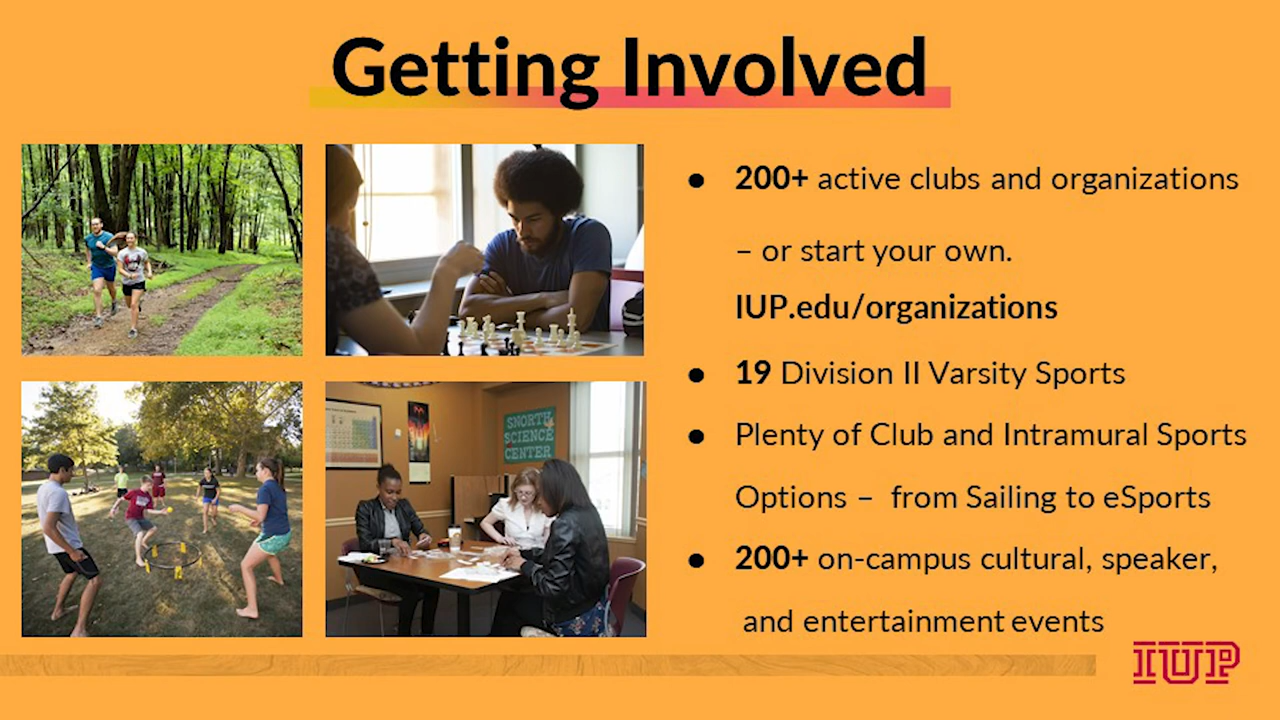 Getting Involved
● 200+ active clubs and organizations
– or start your own.
IUP.edu/organizations
● 19 Division II Varsity Sports
● Plenty of Club and Intramural Sports
Options – from Sailing to eSports
● 200+ on-campus cultural, speaker,
and entertainment events
SNORTH
SCIENCE
CENTER
IUP